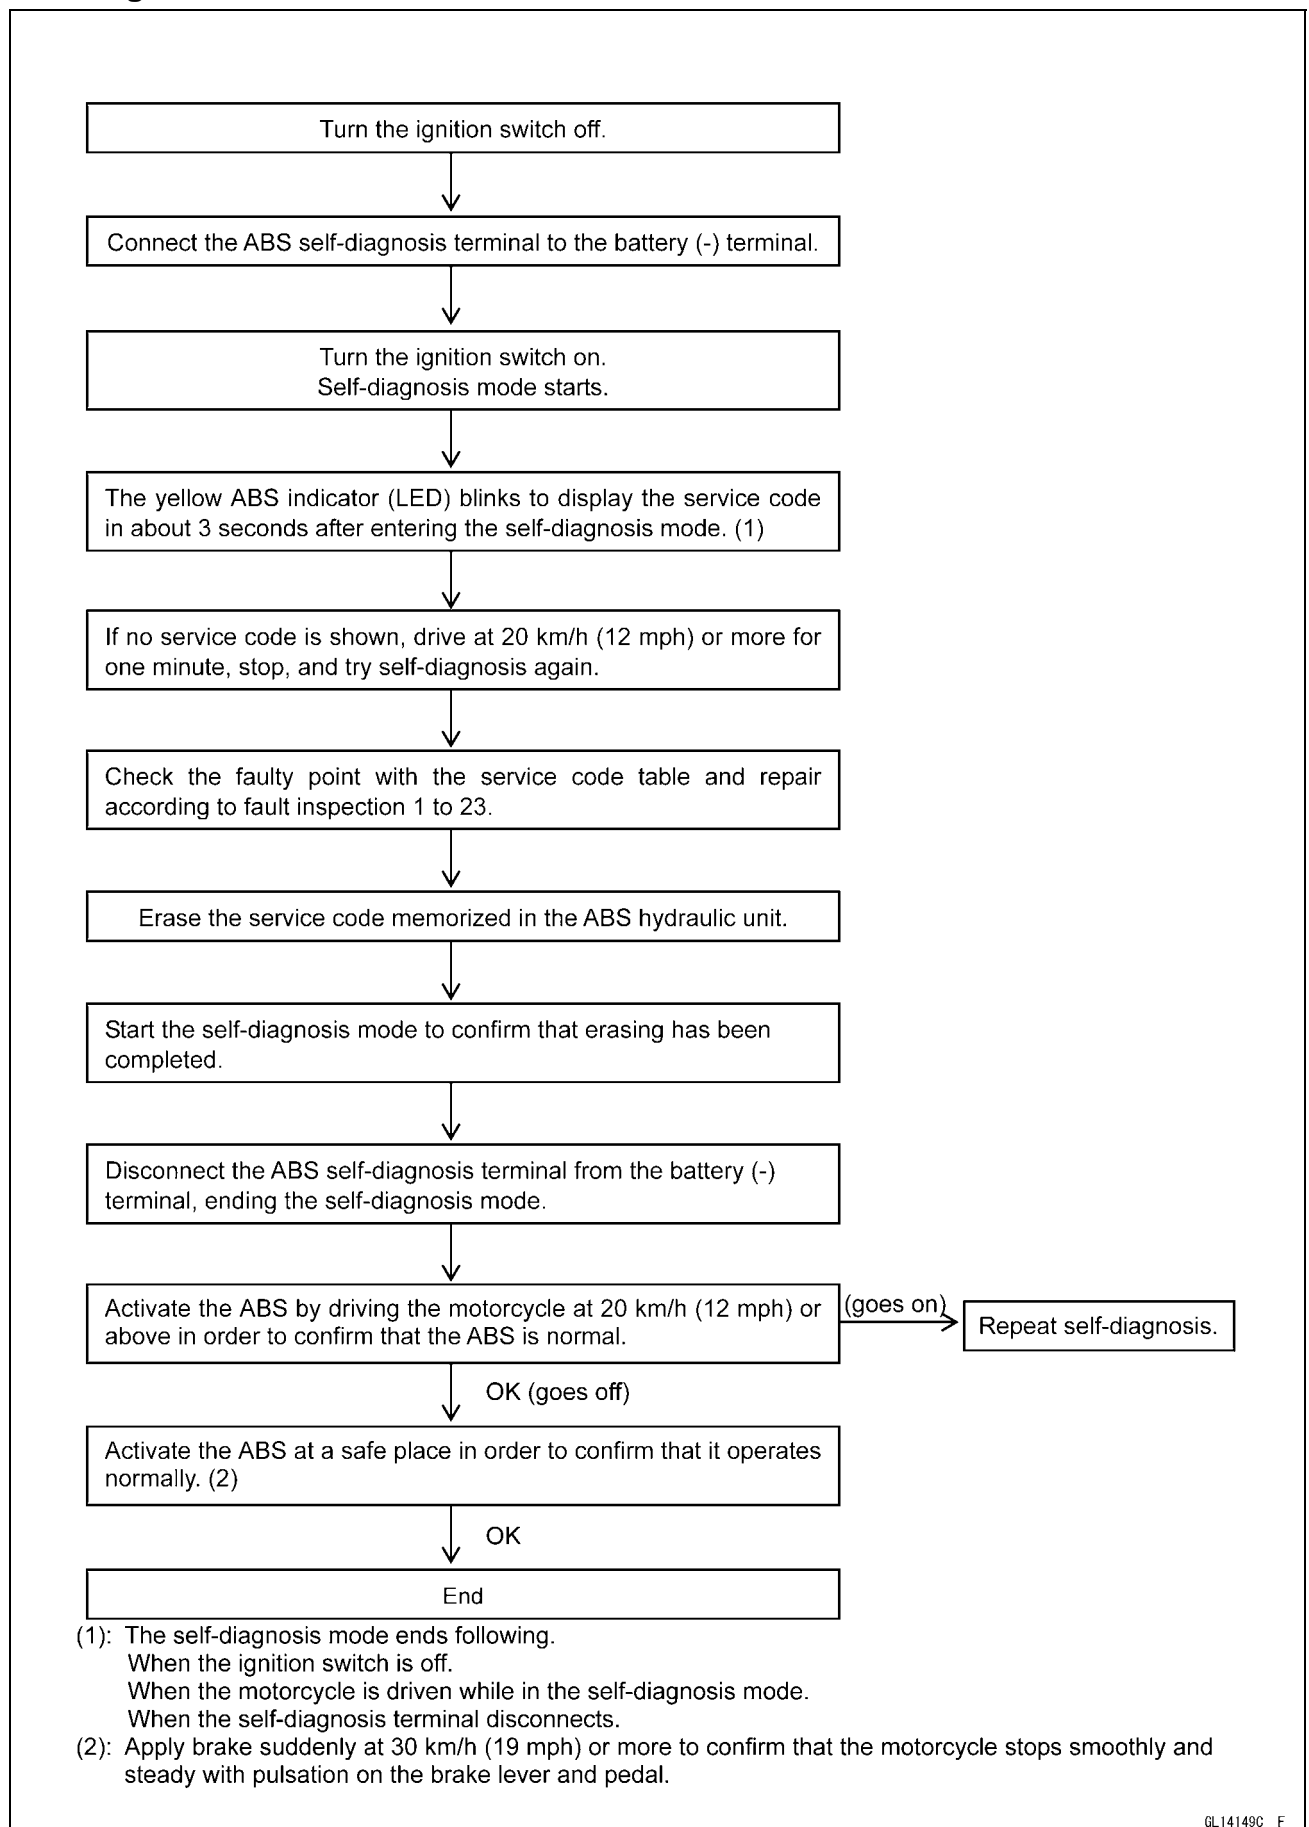 Turn the ignition switch off.
Connect the ABS self-diagnosis terminal to the battery (-) terminal.
Turn the ignition switch on.
Self-diagnosis mode starts.
The yellow ABS indicator (LED) blinks to display the service code
in about 3 seconds after entering the self-diagnosis mode. (1)
If no service code is shown, drive at 20 km/h (12 mph) or more for
one minute, stop, and try self-diagnosis again.
Check the faulty point with the service code table and repair
according to fault inspection 1 to 23.
Erase the service code memorized in the ABS hydraulic unit.
Start the self-diagnosis mode to confirm that erasing has been
completed.
Disconnect the ABS self-diagnosis terminal from the battery (-)
terminal, ending the self-diagnosis mode.
Activate the ABS by driving the motorcycle at 20 km/h (12 mph) or
above in order to confirm that the ABS is normal.
(goes on)
Repeat self-diagnosis.
OK (goes off)
Activate the ABS at a safe place in order to confirm that it operates
normally. (2)
OK
End
(1): The self-diagnosis mode ends following.
When the ignition switch is off.
When the motorcycle is driven while in the self-diagnosis mode.
When the self-diagnosis terminal disconnects.
(2): Apply brake suddenly at 30 km/h (19 mph) or more to confirm that the motorcycle stops smoothly and
steady with pulsation on the brake lever and pedal.
GL14149C F